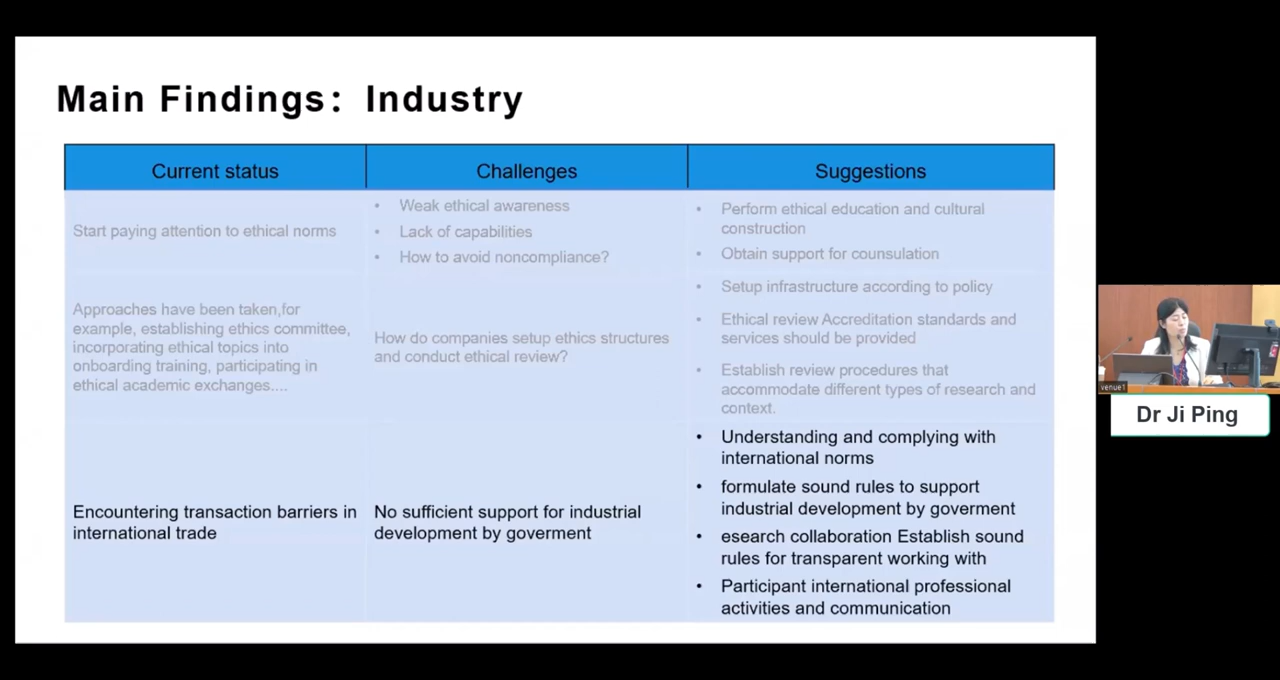 Main Findings: Industry
Current status
Challenges
Suggestions
Start paying attention to ethical norms
• Weak ethical awareness
• Lack of capabilities
• How to avoid noncompliance?
• Perform ethical education and cultural
construction
• Obtain support for counsulation
Approaches have been taken,for
example, establishing ethics committee,
incorporating ethical topics into
onboarding training, participating in
ethical academic exchanges....
How do companies setup ethics structures
and conduct ethical review?
• Setup infrastructure according to policy
• Ethical review Accreditation standards and
services should be provided
• Establish review procedures that
accommodate different types of research and
context.
Encountering transaction barriers in
international trade
No sufficient support for industrial
development by goverment
• Understanding and complying with
international norms
• formulate sound rules to support
industrial development by goverment
• esearch collaboration Establish sound
rules for transparent working with
• Participant international professional
activities and communication
venue1
Dr Ji Ping